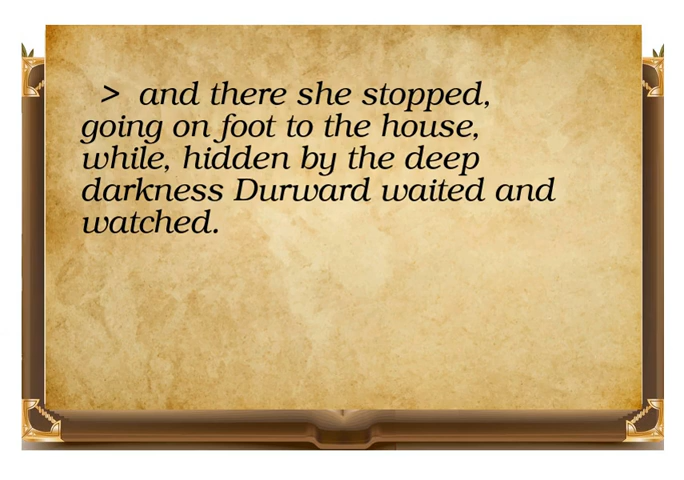 > and there she stopped,
going on foot to the house,
while, hidden by the deep
darkness Durward waited and
watched.